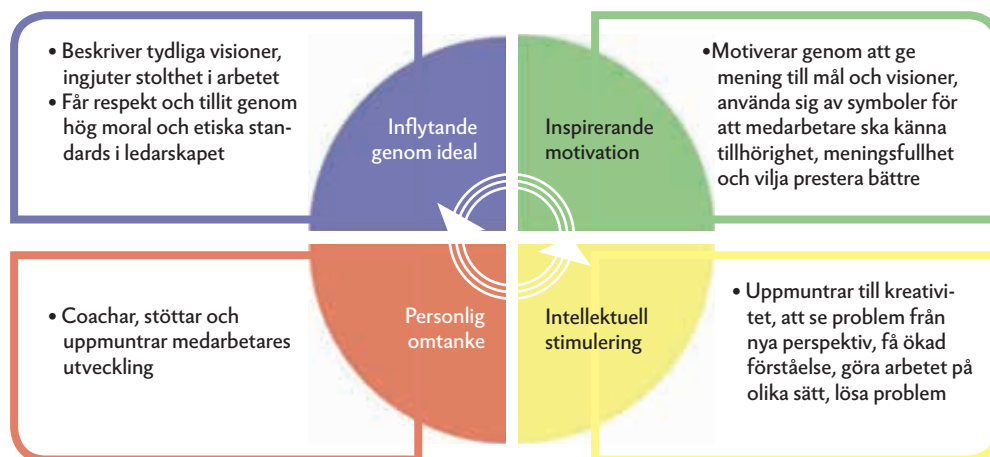 • Beskriver tydliga visioner,
ingjuter stolthet i arbetet
• Får respekt och tillit genom
hög moral och etiska stan-
dards i ledarskapet
Inflytande
genom ideal
Inspirerande
motivation
•Motiverar genom att ge
mening till mål och visioner,
använda sig av symboler för
att medarbetare ska känna
tillhörighet, meningsfullhet
och vilja prestera bättre
• Coachar, stöttar och
uppmuntrar medarbetares
utveckling
Personlig
omtanke
Intellektuell
stimulering
• Uppmuntrar till kreativi-
tet, att se problem från
nya perspektiv, få ökad
förståelse, göra arbetet på
olika sätt, lösa problem